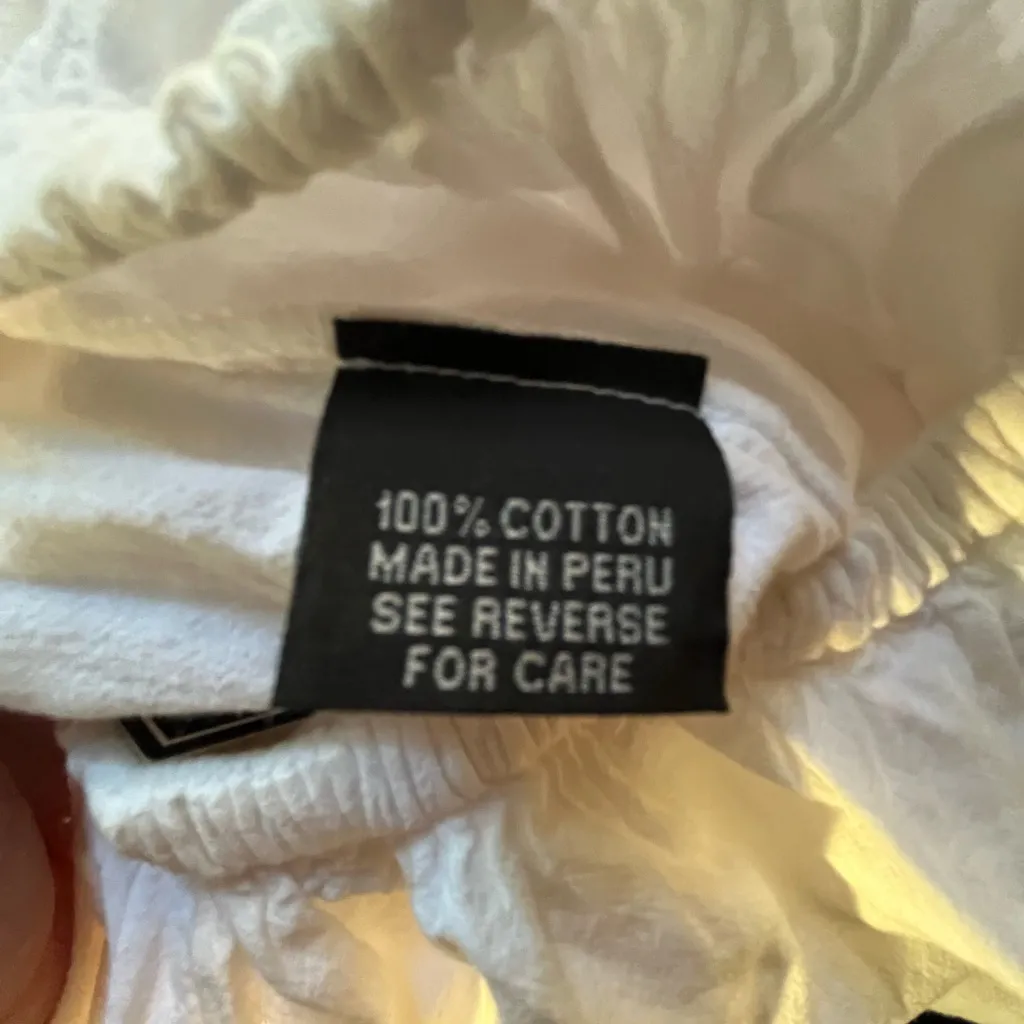 100% COTTON
MADE IN PERU
SEE REVERSE
FOR CARE